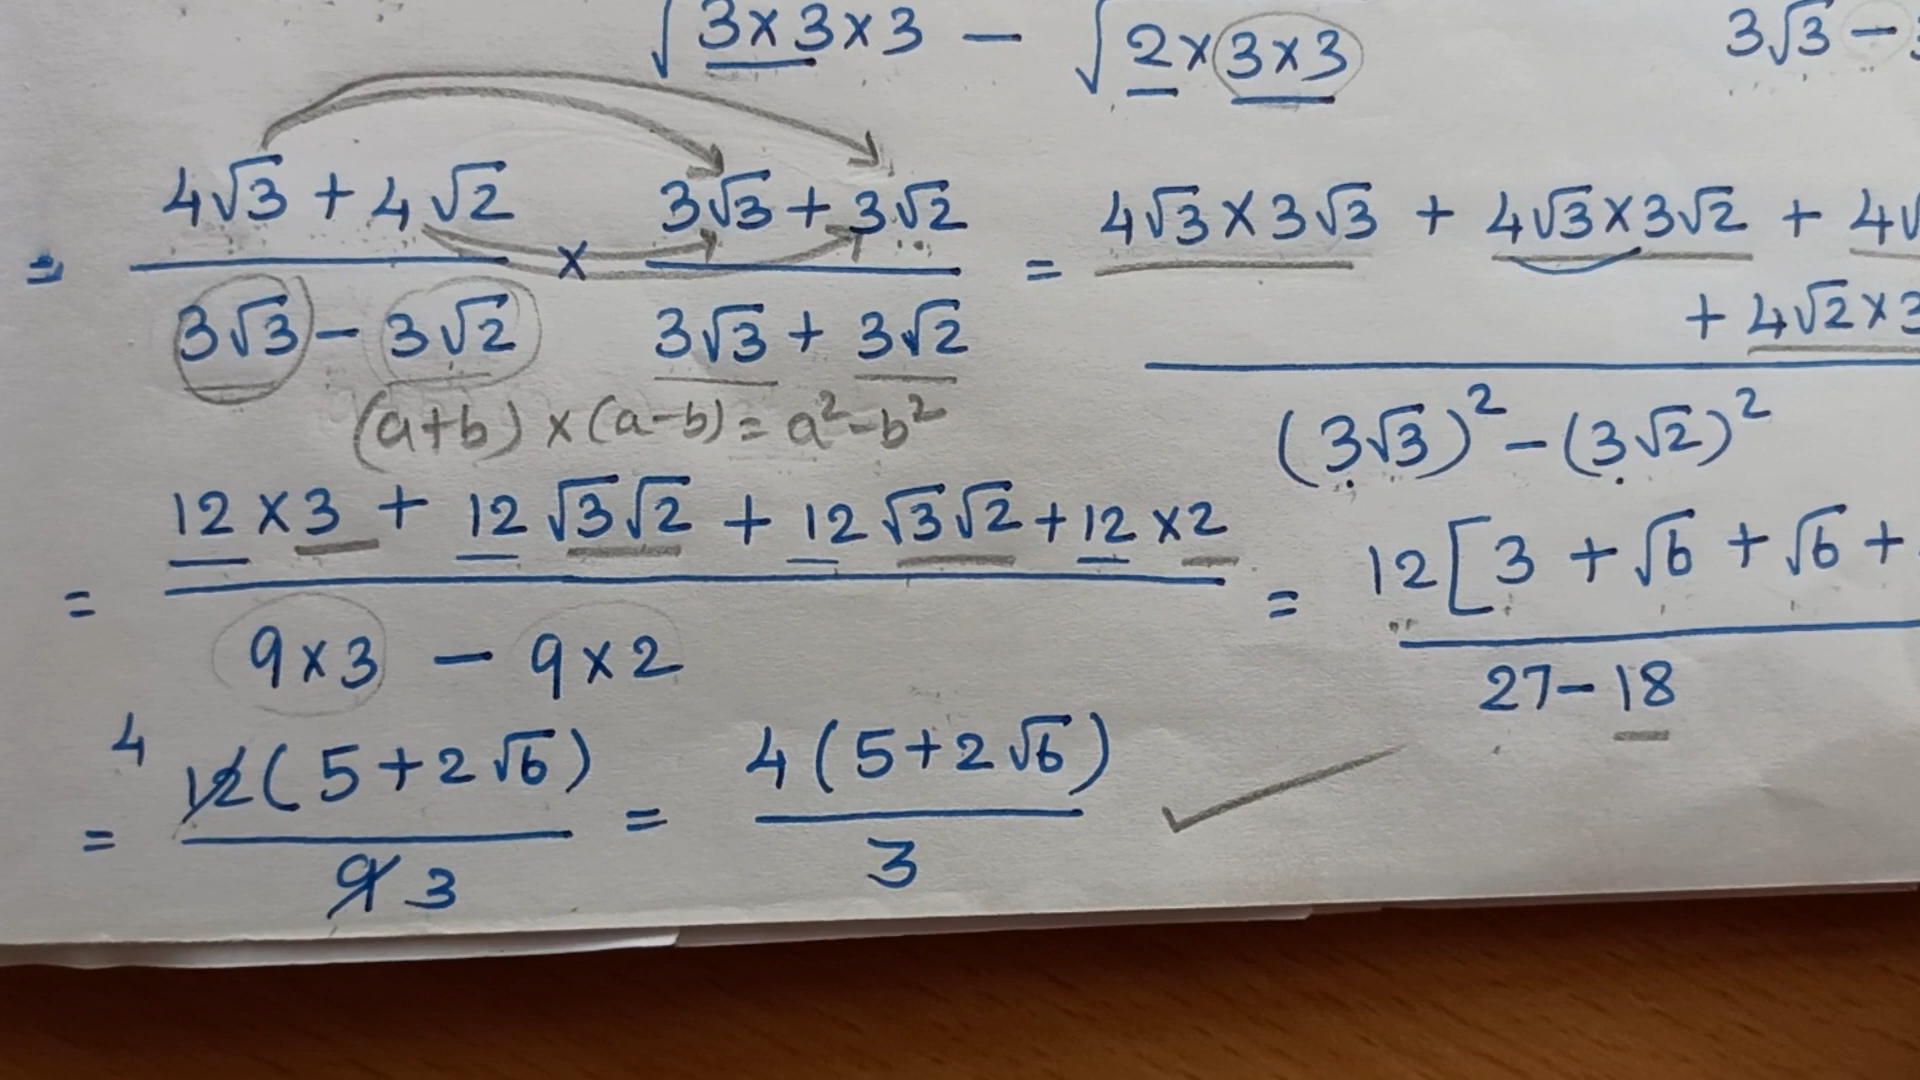 √3×3×3 − √2×3×3 3√3 −
= (4√3 + 4√2)/(3√3 − 3√2) × (3√3 + 3√2)/(3√3 + 3√2) = 4√3×3√3 + 4√3×3√2 + 4√
+ 4√2×3
(3√3)² − (3√2)²
(a+b)×(a−b)=a²−b²
= (12×3 + 12√3√2 + 12√3√2 + 12×2)/(9×3 − 9×2) = 12[3 + √6 + √6 +
27−18
4
= 12(5+2√6)/9 3 = 4(5+2√6)/3 ✓